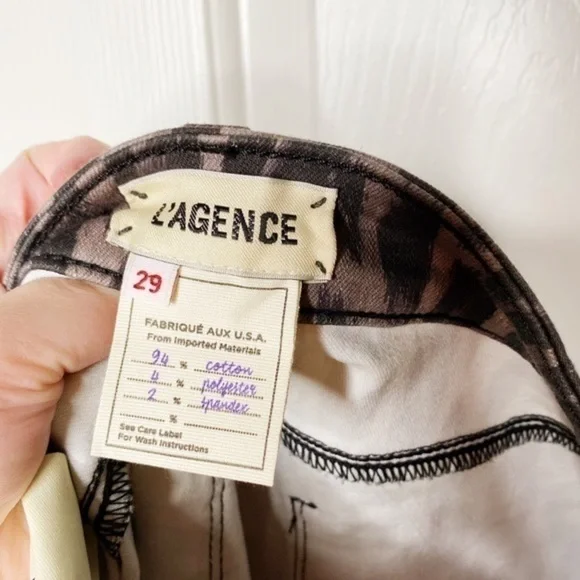 L'AGENCE
29
FABRIQUÉ AUX U.S.A.
From Imported Materials
94 % cotton
4 % polyester
2 % spandex
%
See Care Label
For Wash Instructions